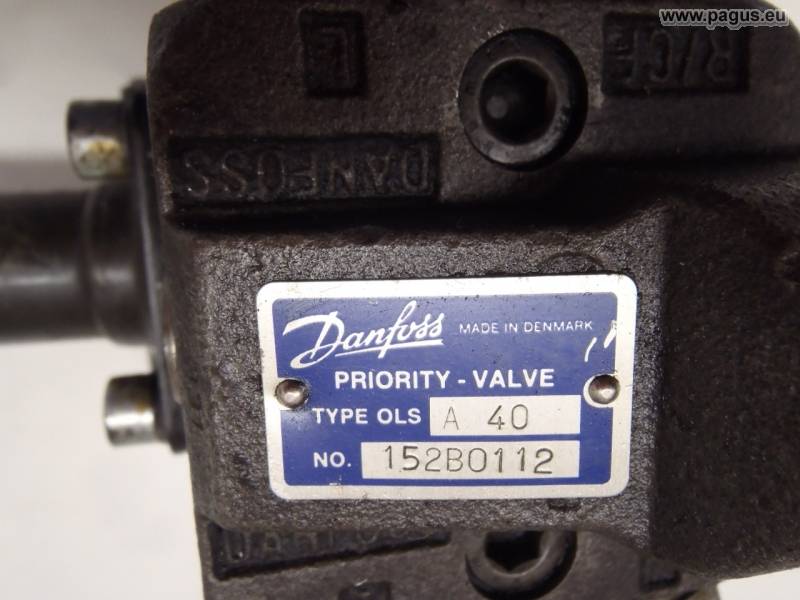 www.pagus.eu
DANFOSS
Danfoss MADE IN DENMARK
PRIORITY - VALVE
TYPE OLS A 40
NO. 152B0112